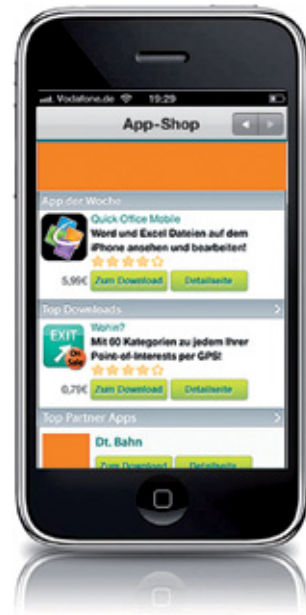 Vodafone.de 19:29
App-Shop
App der Woche
Quick Office Mobile
Word und Excel Dateien auf dem
iPhone ansehen und bearbeiten!
5,99€ Zum Download Detailseite
Top Downloads
EXIT
On
Sale
Wohin?
Mit 60 Kategorien zu jedem Ihrer
Point-of-Interests per GPS!
0,79€ Zum Download Detailseite
Top Partner Apps
Dt. Bahn
Zum Download Detailseite